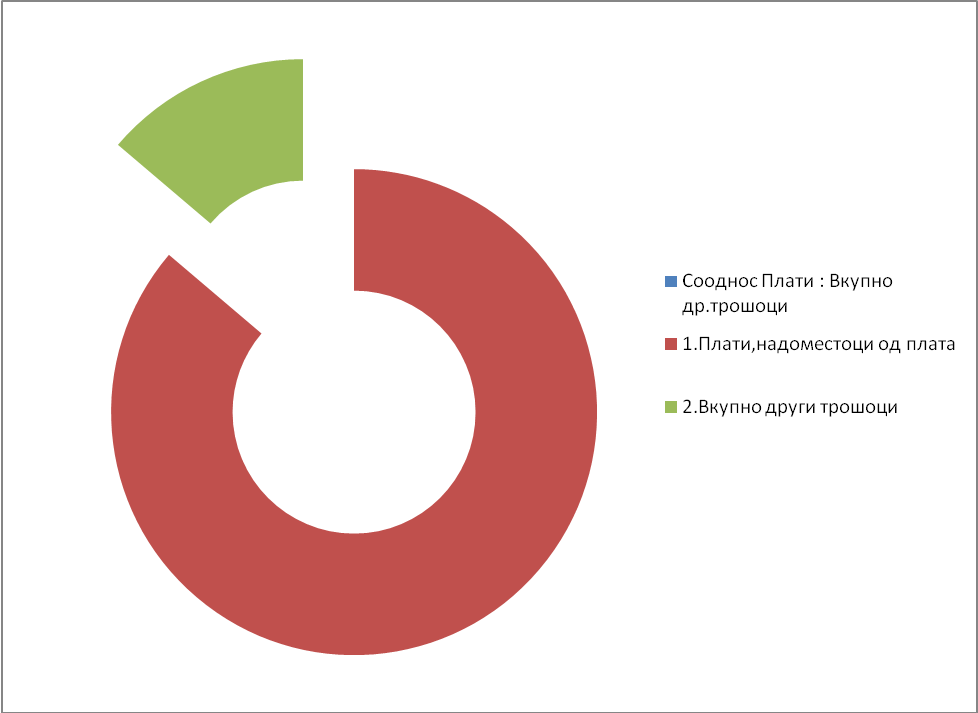 Сооднос Плати : Вкупно
др.трошоци
1.Плати,надоместоци од плата
2.Вкупно други трошоци